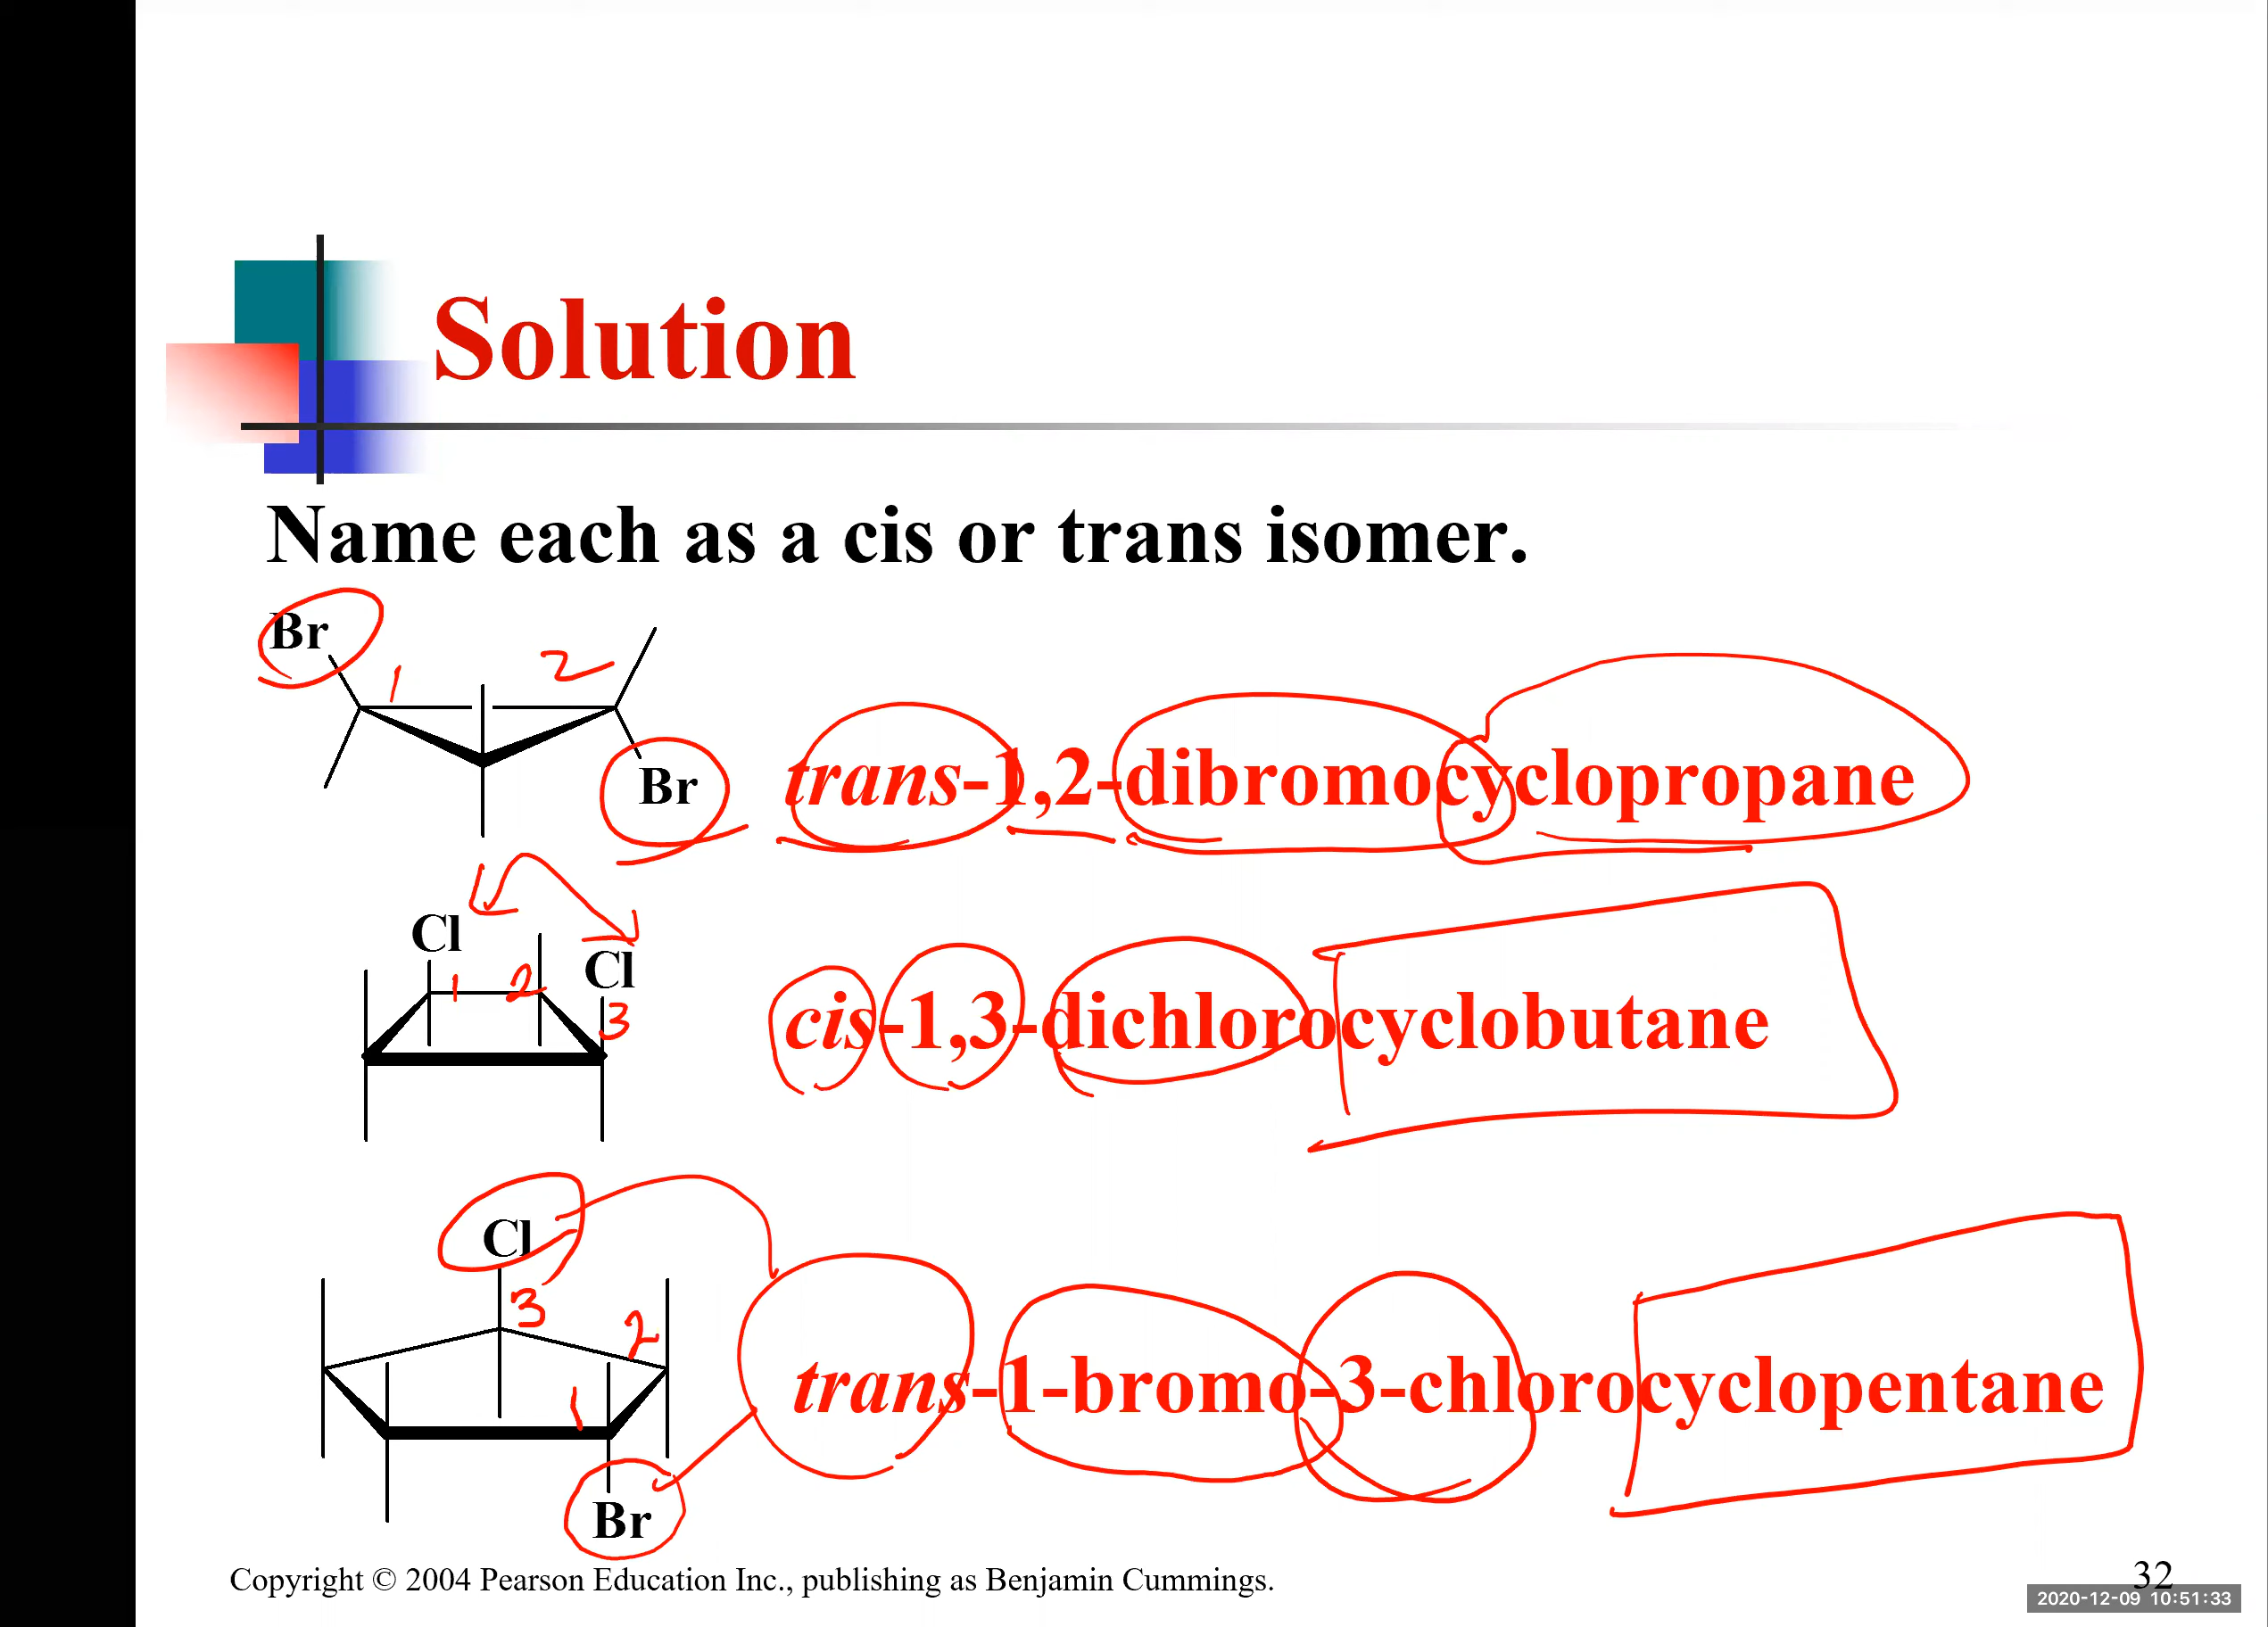 Solution
Name each as a cis or trans isomer.
Br
1 2
Br
trans-1,2-dibromocyclopropane
Cl
Cl
1 2
3
cis-1,3-dichlorocyclobutane
Cl
3
2
1
trans-1-bromo-3-chlorocyclopentane
Br
Copyright © 2004 Pearson Education Inc., publishing as Benjamin Cummings.
32
2020-12-09 10:51:33